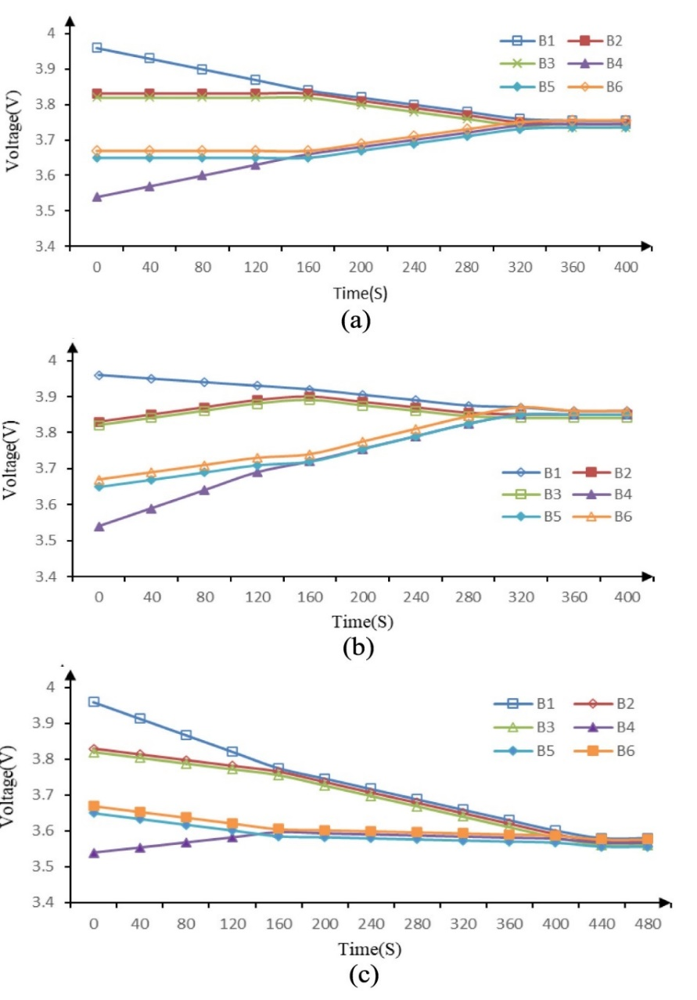 4
B1 B2
3.9
B3 B4
3.8
B5 B6
3.7
3.6
3.5
3.4
Voltage(V)
0 40 80 120 160 200 240 280 320 360 400
Time(S)
(a)
4
3.9
3.8
3.7
B1 B2
3.6
B3 B4
B5 B6
3.5
3.4
Voltage(V)
0 40 80 120 160 200 240 280 320 360 400
Time(S)
(b)
4
B1 B2
3.9
B3 B4
3.8
B5 B6
3.7
3.6
3.5
3.4
Voltage(V)
0 40 80 120 160 200 240 280 320 360 400 440 480
Time(S)
(c)